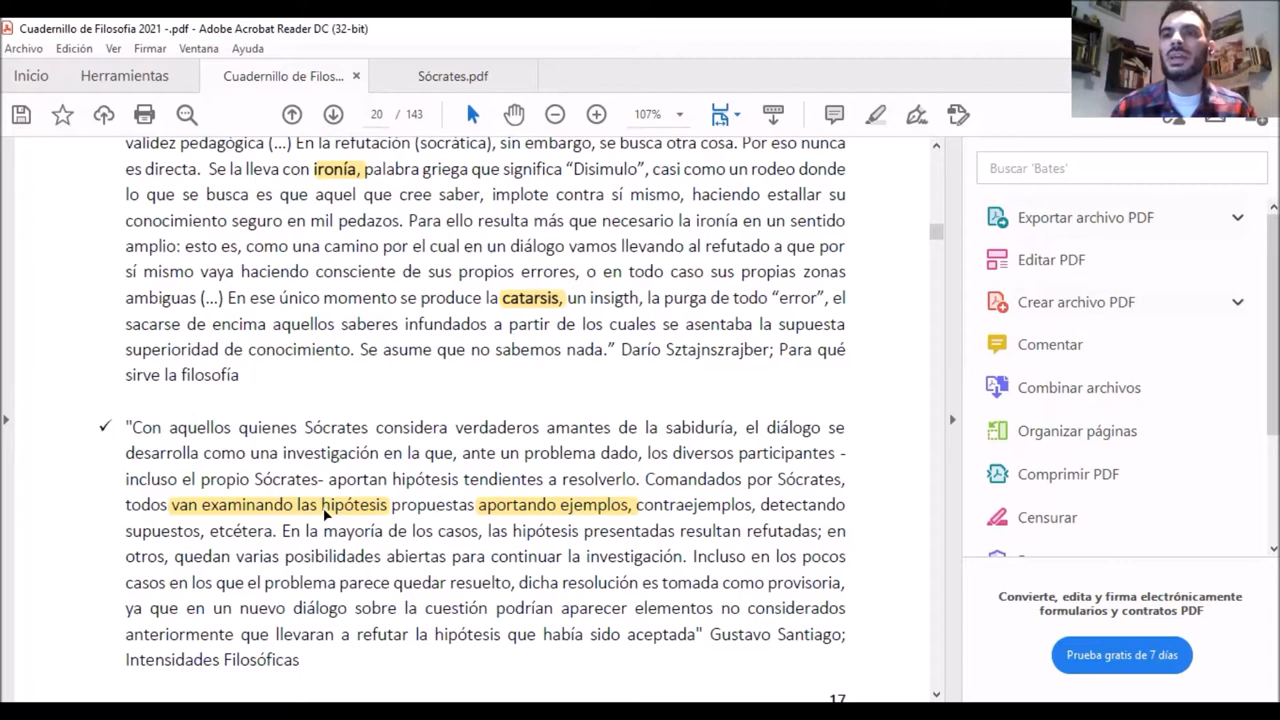 Cuadernillo de Filosofia 2021 -.pdf - Adobe Acrobat Reader DC (32-bit)
Archivo Edición Ver Firmar Ventana Ayuda
Inicio Herramientas Cuadernillo de Filos... × Sócrates.pdf
20 / 143 107%
validez pedagógica (...) En la refutación (socrática), sin embargo, se busca otra cosa. Por eso nunca
es directa. Se la lleva con ironía, palabra griega que significa “Disimulo”, casi como un rodeo donde
lo que se busca es que aquel que cree saber, implote contra sí mismo, haciendo estallar su
conocimiento seguro en mil pedazos. Para ello resulta más que necesario la ironía en un sentido
amplio: esto es, como una camino por el cual en un diálogo vamos llevando al refutado a que por
sí mismo vaya haciendo consciente de sus propios errores, o en todo caso sus propias zonas
ambiguas (...) En ese único momento se produce la catarsis, un insigth, la purga de todo “error”, el
sacarse de encima aquellos saberes infundados a partir de los cuales se asentaba la supuesta
superioridad de conocimiento. Se asume que no sabemos nada.” Darío Sztajnszrajber; Para qué
sirve la filosofía
✓ "Con aquellos quienes Sócrates considera verdaderos amantes de la sabiduría, el diálogo se
desarrolla como una investigación en la que, ante un problema dado, los diversos participantes -
incluso el propio Sócrates- aportan hipótesis tendientes a resolverlo. Comandados por Sócrates,
todos van examinando las hipótesis propuestas aportando ejemplos, contraejemplos, detectando
supuestos, etcétera. En la mayoría de los casos, las hipótesis presentadas resultan refutadas; en
otros, quedan varias posibilidades abiertas para continuar la investigación. Incluso en los pocos
casos en los que el problema parece quedar resuelto, dicha resolución es tomada como provisoria,
ya que en un nuevo diálogo sobre la cuestión podrían aparecer elementos no considerados
anteriormente que llevaran a refutar la hipótesis que había sido aceptada" Gustavo Santiago;
Intensidades Filosóficas
17
Buscar 'Bates'
Exportar archivo PDF
Editar PDF
Crear archivo PDF
Comentar
Combinar archivos
Organizar páginas
Comprimir PDF
Censurar
Convierte, edita y firma electrónicamente
formularios y contratos PDF
Prueba gratis de 7 días